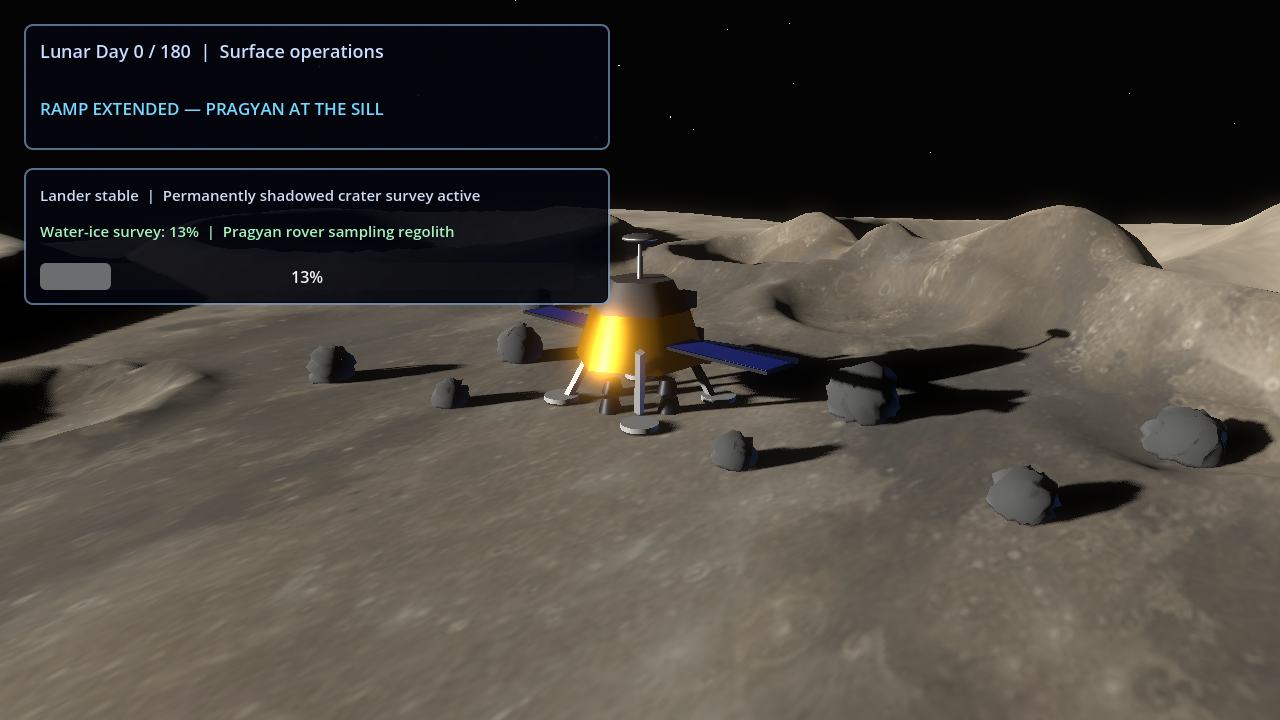 Lunar Day 0 / 180 | Surface operations
RAMP EXTENDED — PRAGYAN AT THE SILL
Lander stable | Permanently shadowed crater survey active
Water-ice survey: 13% | Pragyan rover sampling regolith
13%